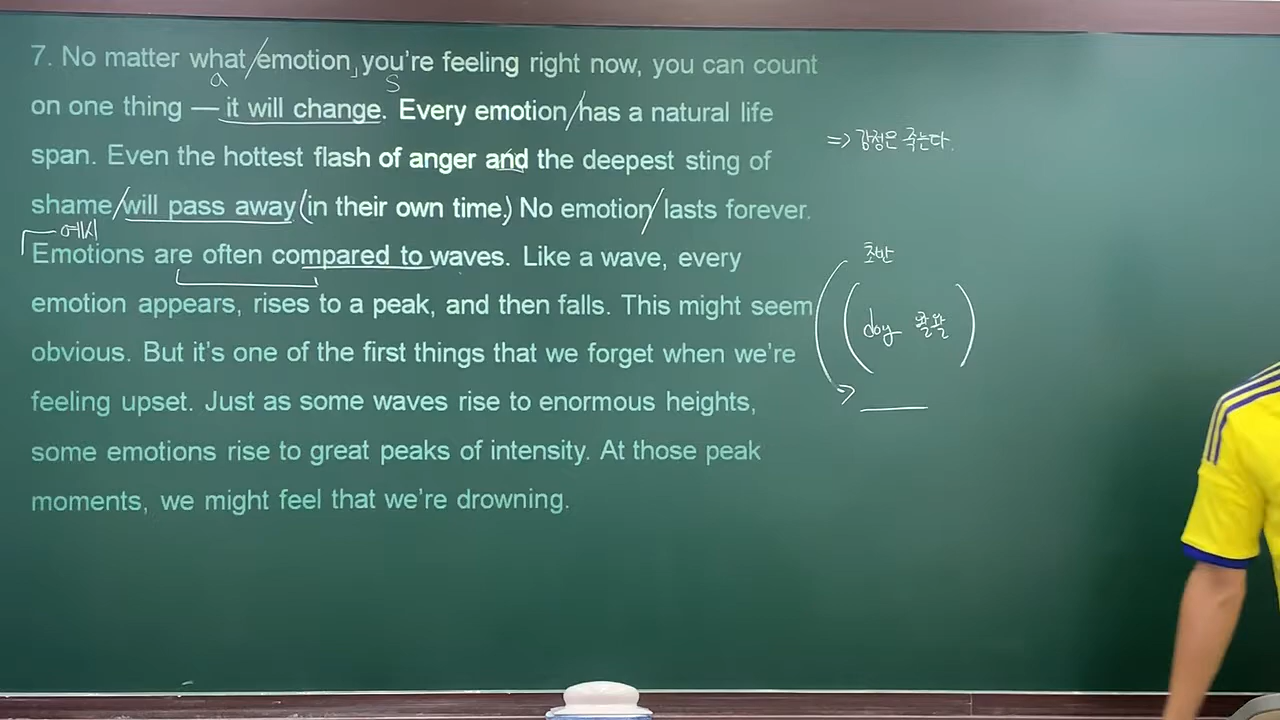 7. No matter what emotion you're feeling right now, you can count
a
s
on one thing — it will change. Every emotion has a natural life
span. Even the hottest flash of anger and the deepest sting of
=> 감정은 죽는다.
shame will pass away (in their own time.) No emotion lasts forever.
예시
Emotions are often compared to waves. Like a wave, every
초반
emotion appears, rises to a peak, and then falls. This might seem
(dog 왈왈)
obvious. But it's one of the first things that we forget when we're
feeling upset. Just as some waves rise to enormous heights,
some emotions rise to great peaks of intensity. At those peak
moments, we might feel that we're drowning.